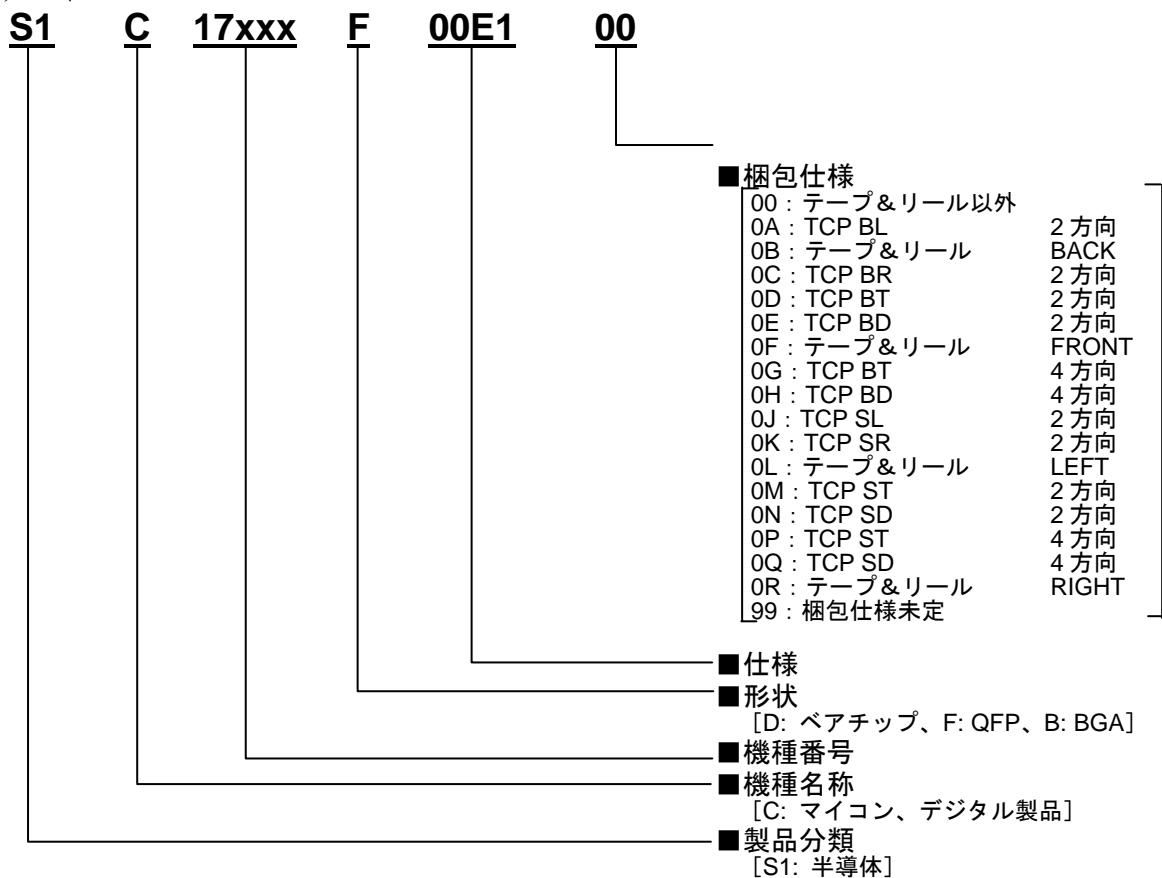 S1 C 17xxx F 00E1 00
■梱包仕様
00：テープ＆リール以外
0A：TCP BL 2方向
0B：テープ＆リール BACK
0C：TCP BR 2方向
0D：TCP BT 2方向
0E：TCP BD 2方向
0F：テープ＆リール FRONT
0G：TCP BT 4方向
0H：TCP BD 4方向
0J：TCP SL 2方向
0K：TCP SR 2方向
0L：テープ＆リール LEFT
0M：TCP ST 2方向
0N：TCP SD 2方向
0P：TCP ST 4方向
0Q：TCP SD 4方向
0R：テープ＆リール RIGHT
99：梱包仕様未定
■仕様
■形状
［D: ベアチップ、F: QFP、B: BGA］
■機種番号
■機種名称
［C: マイコン、デジタル製品］
■製品分類
［S1: 半導体］